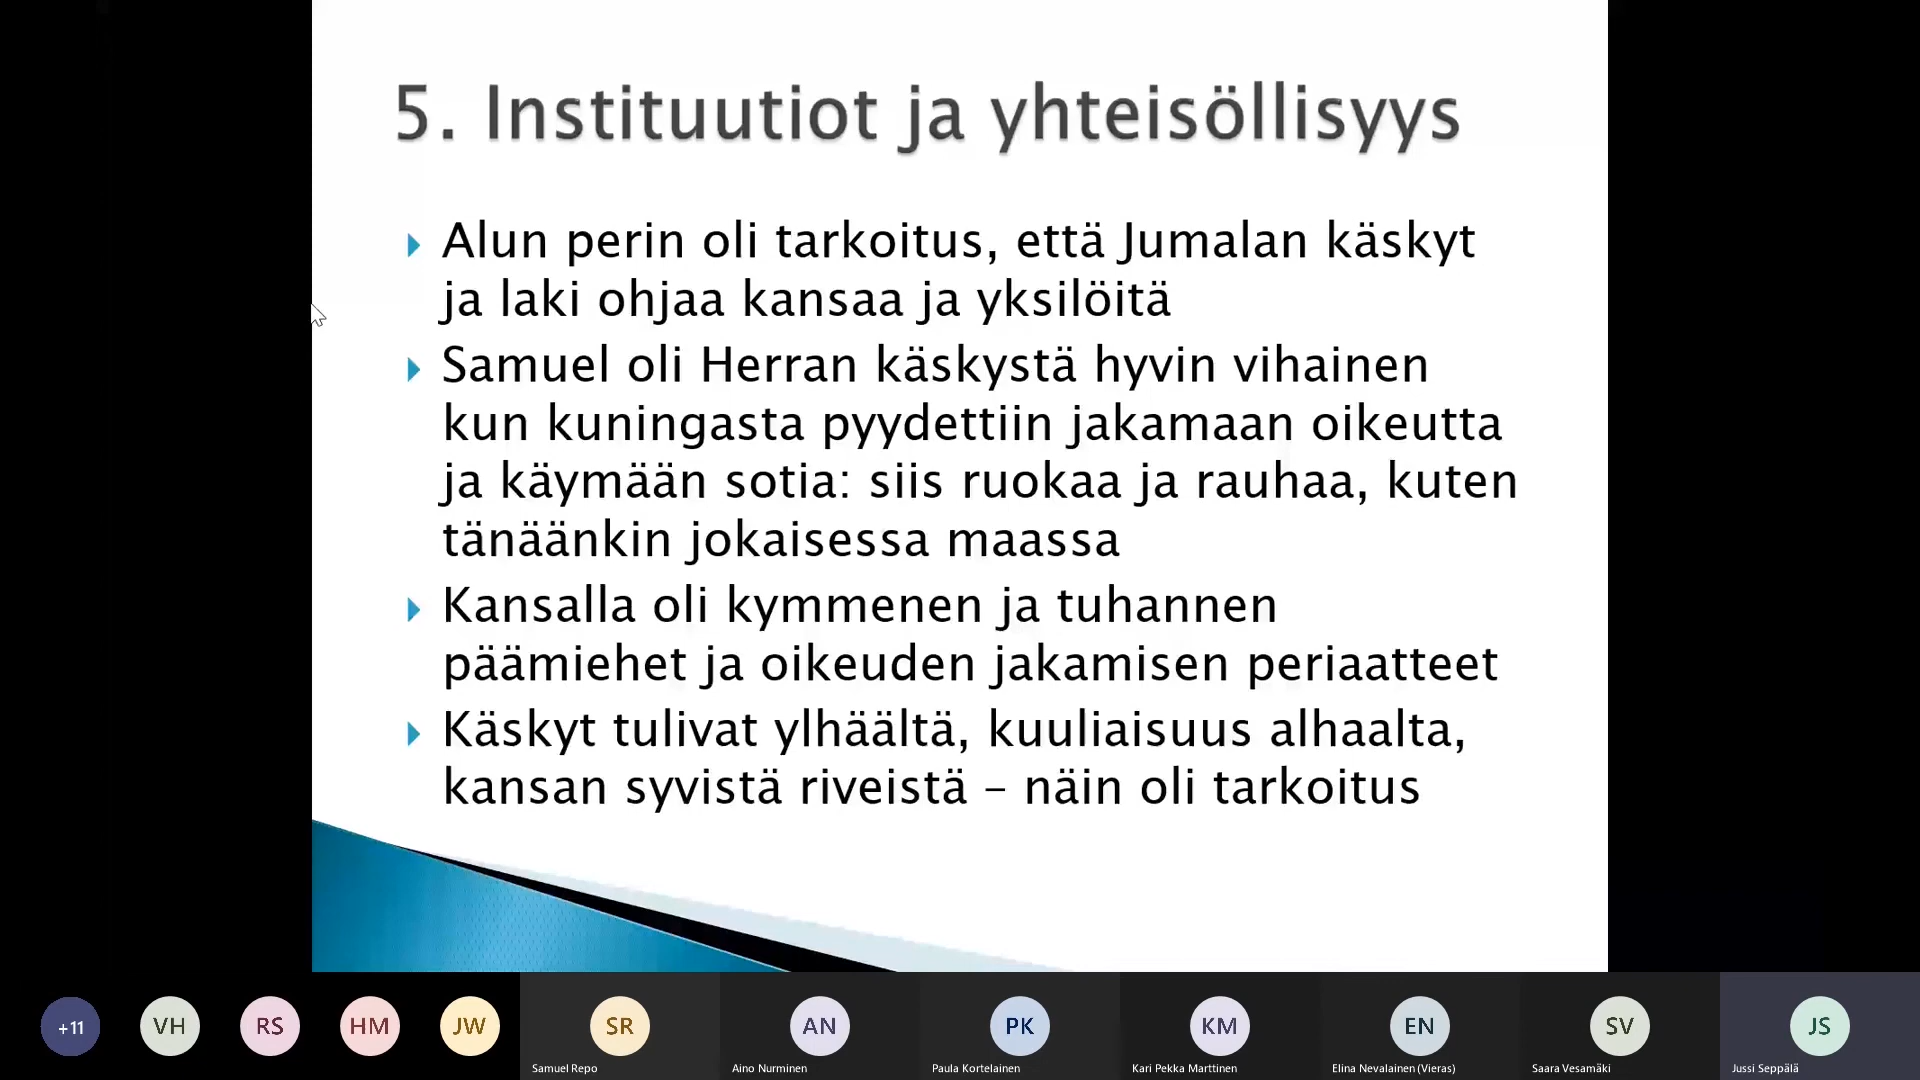 5. Instituutiot ja yhteisöllisyys
Alun perin oli tarkoitus, että Jumalan käskyt
ja laki ohjaa kansaa ja yksilöitä
Samuel oli Herran käskystä hyvin vihainen
kun kuningasta pyydettiin jakamaan oikeutta
ja käymään sotia: siis ruokaa ja rauhaa, kuten
tänäänkin jokaisessa maassa
Kansalla oli kymmenen ja tuhannen
päämiehet ja oikeuden jakamisen periaatteet
Käskyt tulivat ylhäältä, kuuliaisuus alhaalta,
kansan syvistä riveistä – näin oli tarkoitus
+11 VH RS HM JW SR AN PK KM EN SV JS
Samuel Repo Aino Nurminen Paula Kortelainen Kari Pekka Marttinen Elina Nevalainen (Vieras) Saara Vesamäki Jussi Seppälä